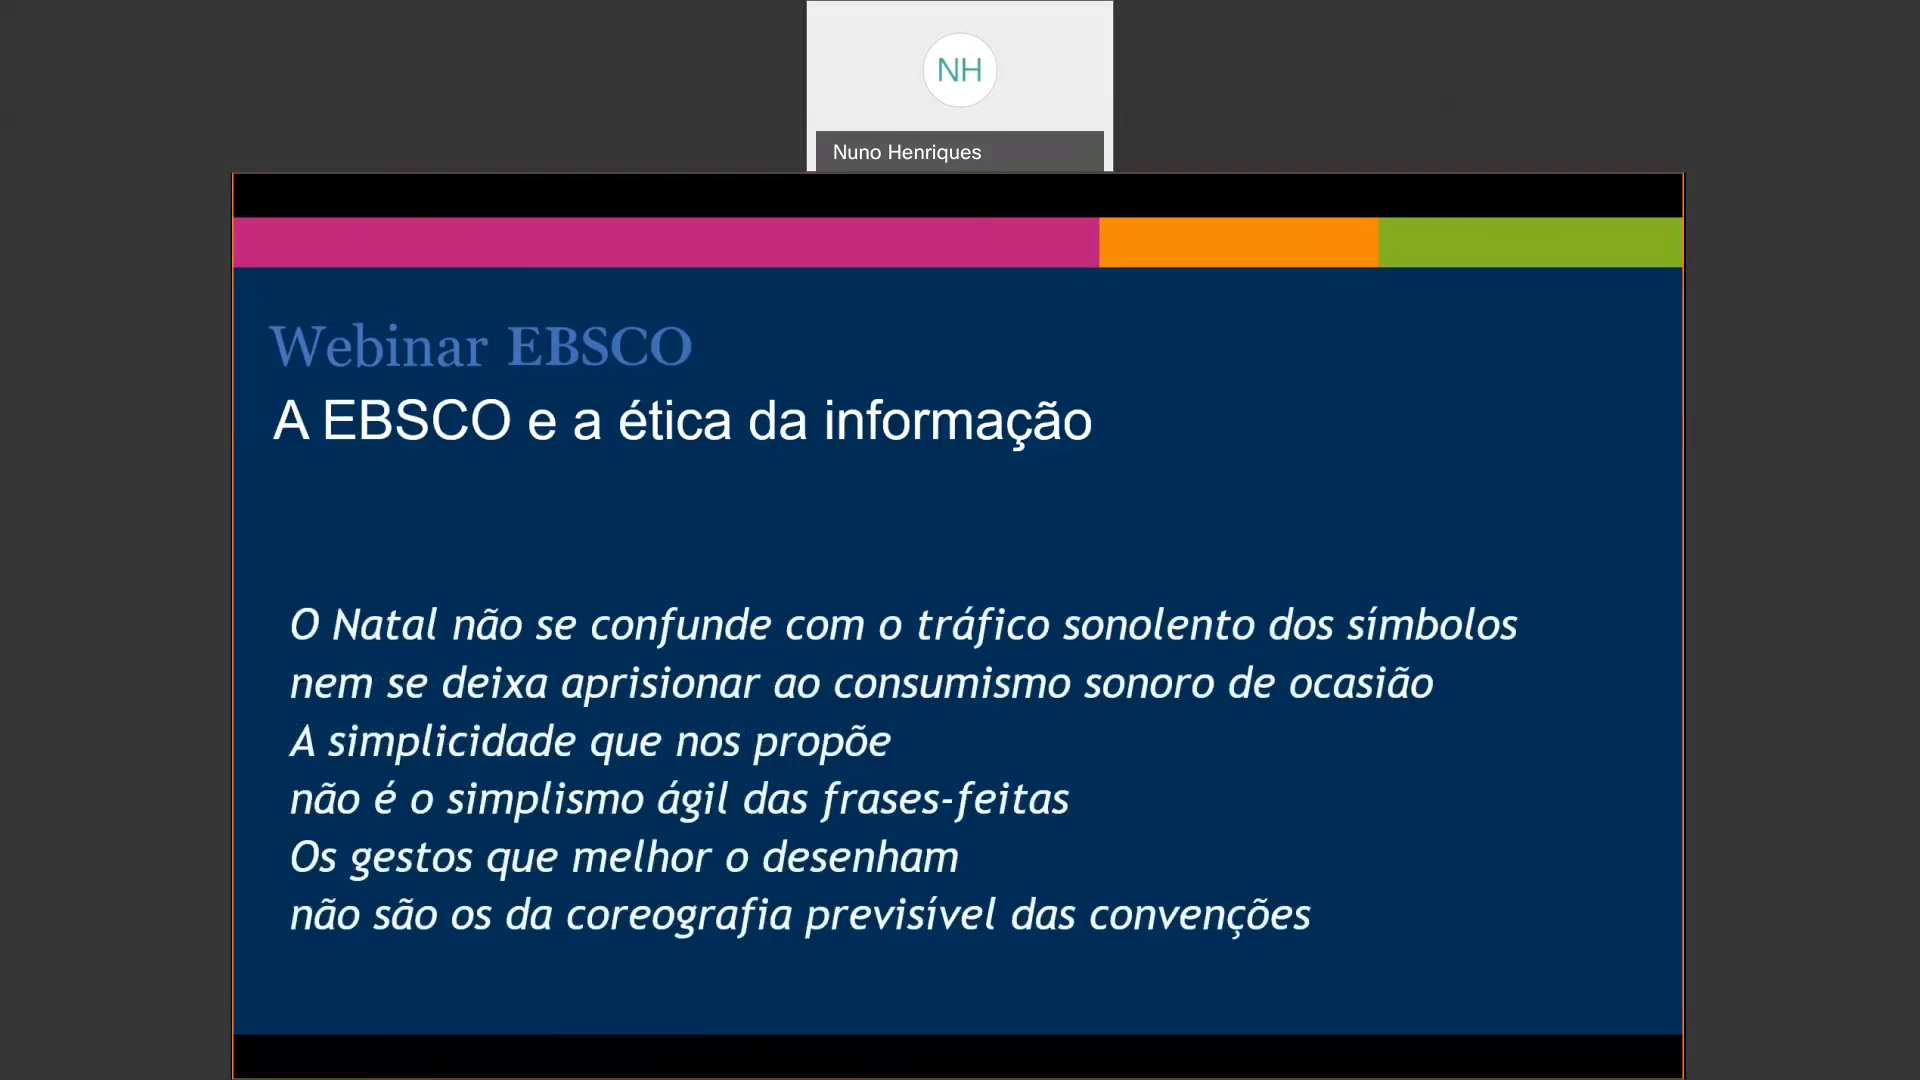 NH
Nuno Henriques
Webinar EBSCO
A EBSCO e a ética da informação
O Natal não se confunde com o tráfico sonolento dos símbolos
nem se deixa aprisionar ao consumismo sonoro de ocasião
A simplicidade que nos propõe
não é o simplismo ágil das frases-feitas
Os gestos que melhor o desenham
não são os da coreografia previsível das convenções